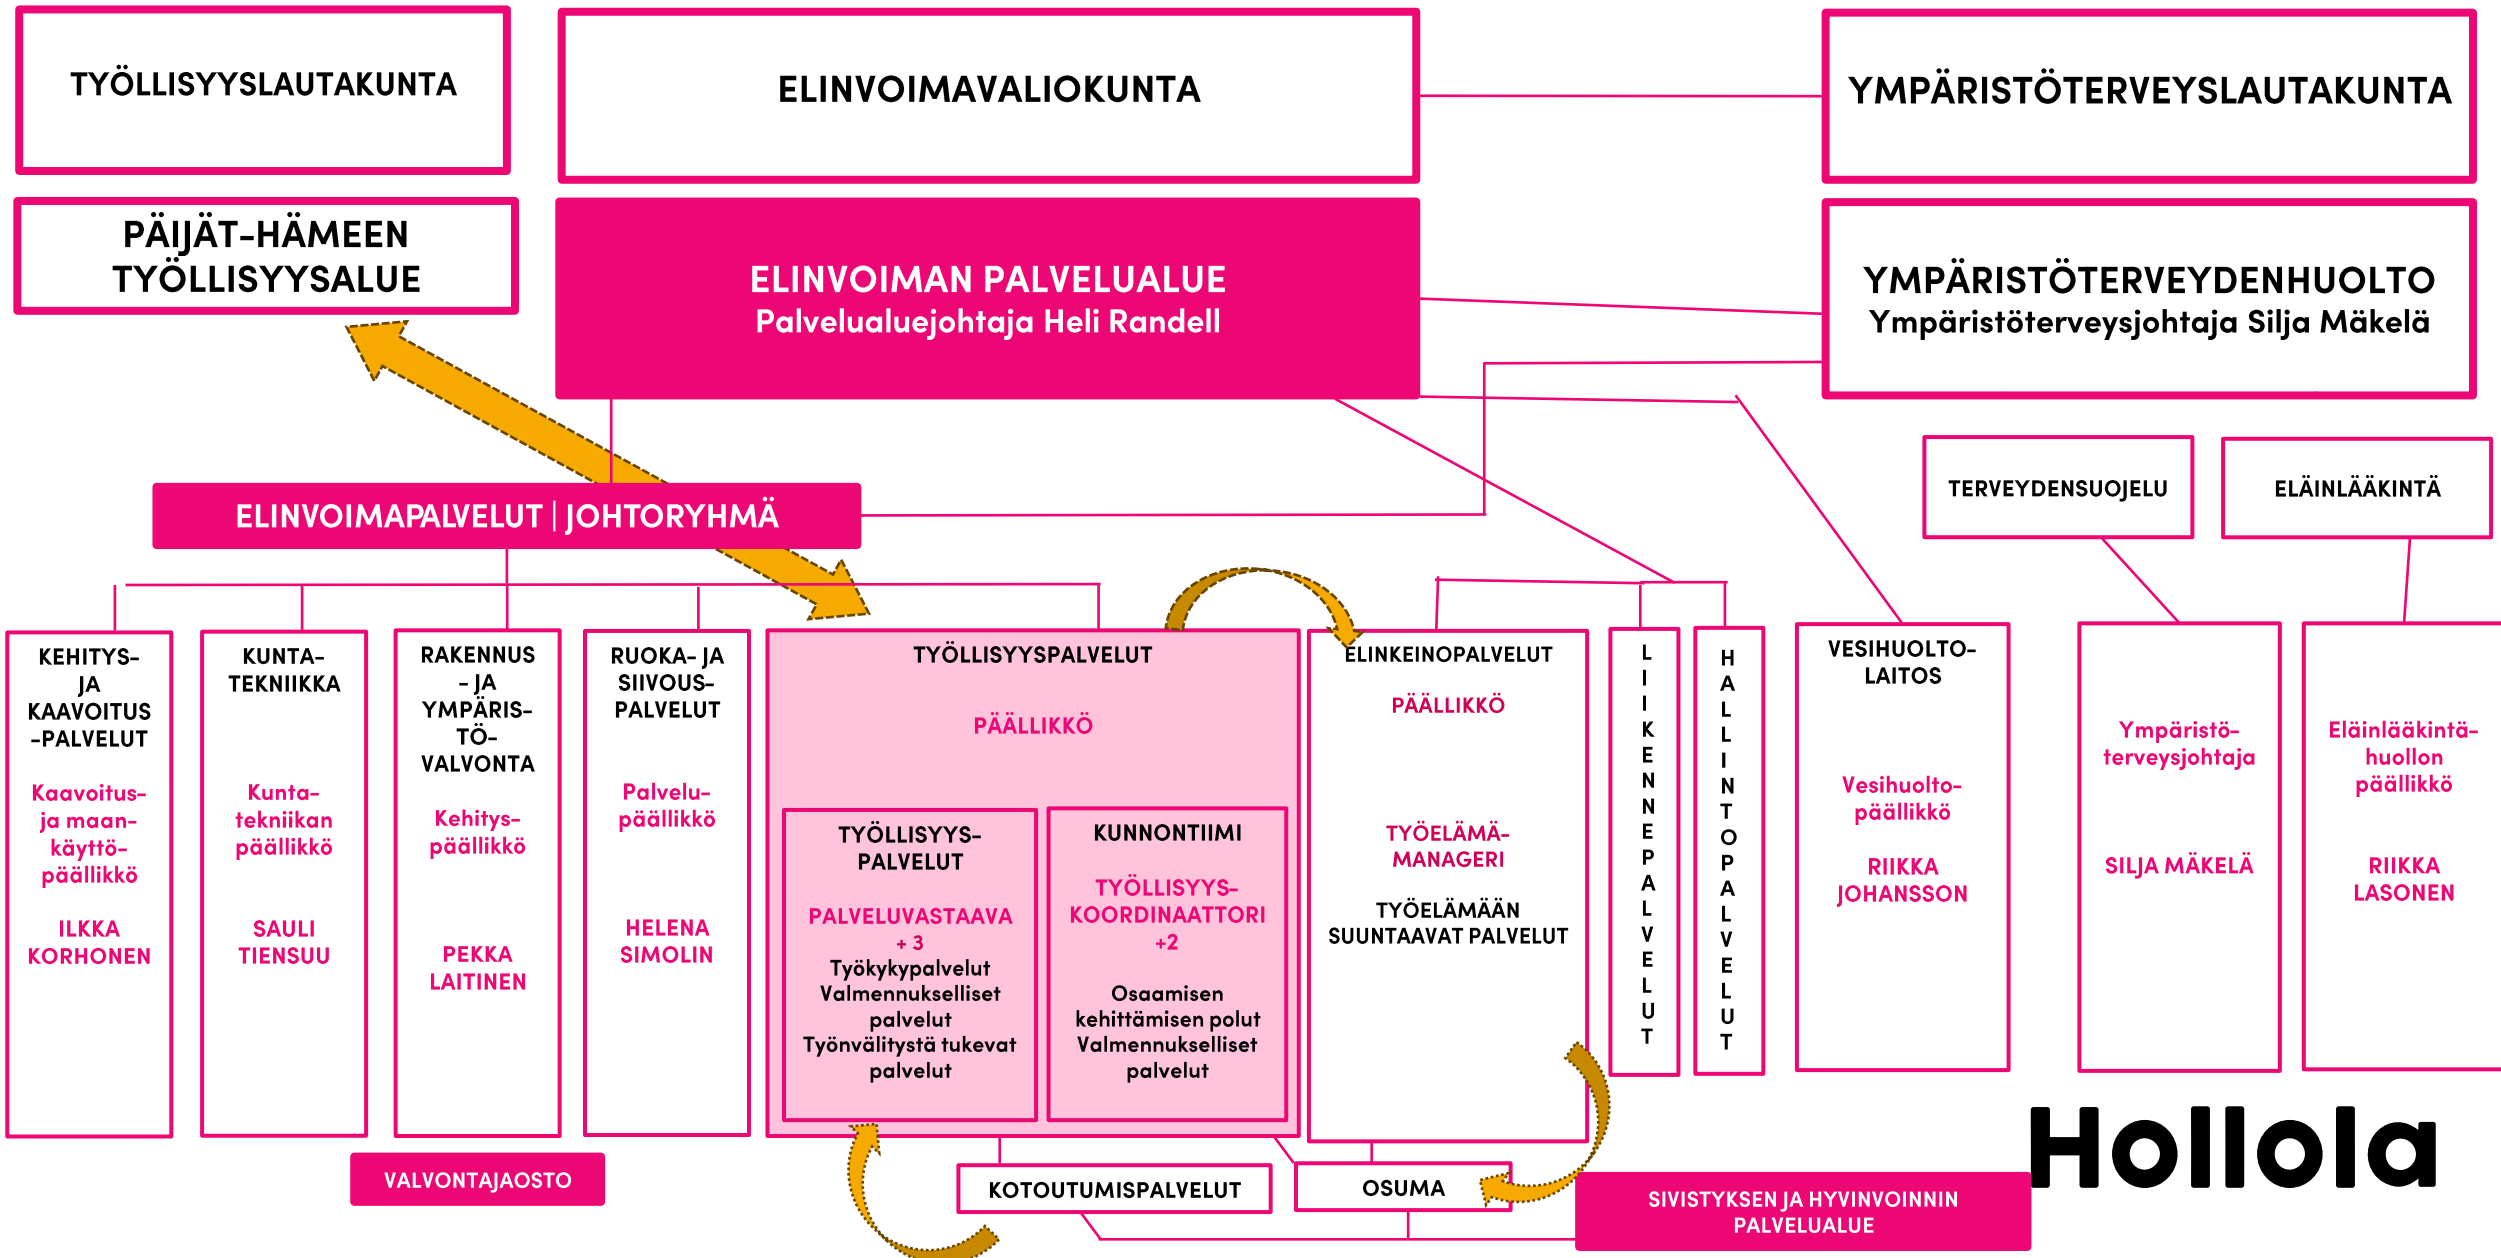 TYÖLLISYYSLAUTAKUNTA
ELINVOIMAVALIOKUNTA
YMPÄRISTÖTERVEYSLAUTAKUNTA
PÄIJÄT-HÄMEEN
TYÖLLISYYSALUE
ELINVOIMAN PALVELUALUE
Palvelualuejohtaja Heli Randell
YMPÄRISTÖTERVEYDENHUOLTO
Ympäristöterveysjohtaja Silja Mäkelä
TERVEYDENSUOJELU
ELÄINLÄÄKINTÄ
ELINVOIMAPALVELUT | JOHTORYHMÄ
KEHITYS-
JA
KAAVOITUS
-PALVELUT
Kaavoitus-
ja maan-
käyttö-
päällikkö
ILKKA
KORHONEN
KUNTA-
TEKNIIKKA
Kunta-
tekniikan
päällikkö
SAULI
TIENSUU
RAKENNUS
- JA
YMPÄRIS-
TÖ-
VALVONTA
Kehitys-
päällikkö
PEKKA
LAITINEN
RUOKA- JA
SIIVOUS-
PALVELUT
Palvelu-
päällikkö
HELENA
SIMOLIN
TYÖLLISYYSPALVELUT
PÄÄLLIKKÖ
TYÖLLISYYS-
PALVELUT
PALVELUVASTAAVA
+ 3
Työkykypalvelut
Valmennukselliset
palvelut
Työnvälitystä tukevat
palvelut
KUNNONTIIMI
TYÖLLISYYS-
KOORDINAATTORI
+2
Osaamisen
kehittämisen polut
Valmennukselliset
palvelut
ELINKEINOPALVELUT
PÄÄLLIKKÖ
TYÖELÄMÄ-
MANAGERI
TYÖELÄMÄÄN
SUUNTAAVAT PALVELUT
LIIKENNEPALVELUT
HALLINTOPALVELUT
VESIHUOLTO-
LAITOS
Vesihuolto-
päällikkö
RIIKKA
JOHANSSON
Ympäristö-
terveysjohtaja
SILJA MÄKELÄ
Eläinlääkintä-
huollon
päällikkö
RIIKKA
LASONEN
VALVONTAJAOSTO
KOTOUTUMISPALVELUT
OSUMA
SIVISTYKSEN JA HYVINVOINNIN
PALVELUALUE
Hollola